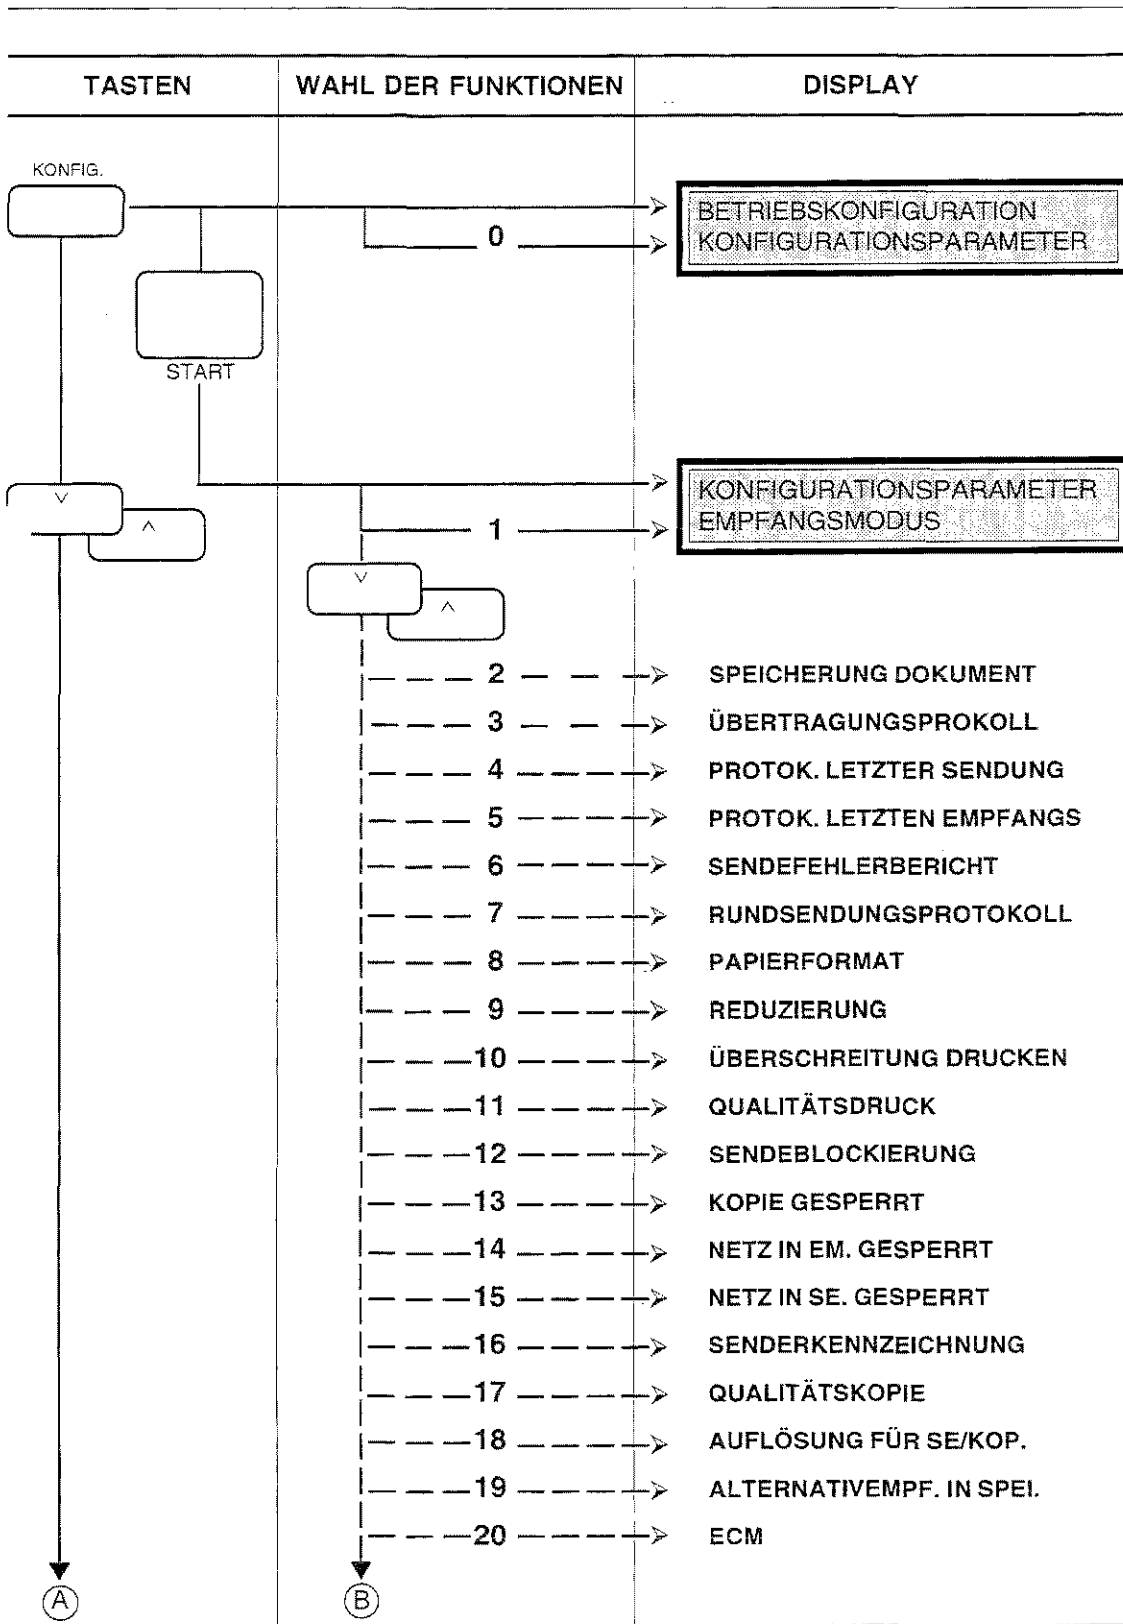 TASTEN WAHL DER FUNKTIONEN DISPLAY
KONFIG.
BETRIEBSKONFIGURATION
0 KONFIGURATIONSPARAMETER
START
KONFIGURATIONSPARAMETER
1 EMPFANGSMODUS
2 SPEICHERUNG DOKUMENT
3 ÜBERTRAGUNGSPROKOLL
4 PROTOK. LETZTER SENDUNG
5 PROTOK. LETZTEN EMPFANGS
6 SENDEFEHLERBERICHT
7 RUNDSENDUNGSPROTOKOLL
8 PAPIERFORMAT
9 REDUZIERUNG
10 ÜBERSCHREITUNG DRUCKEN
11 QUALITÄTSDRUCK
12 SENDEBLOCKIERUNG
13 KOPIE GESPERRT
14 NETZ IN EM. GESPERRT
15 NETZ IN SE. GESPERRT
16 SENDERKENNZEICHNUNG
17 QUALITÄTSKOPIE
18 AUFLÖSUNG FÜR SE/KOP.
19 ALTERNATIVEMPF. IN SPEI.
20 ECM
A B